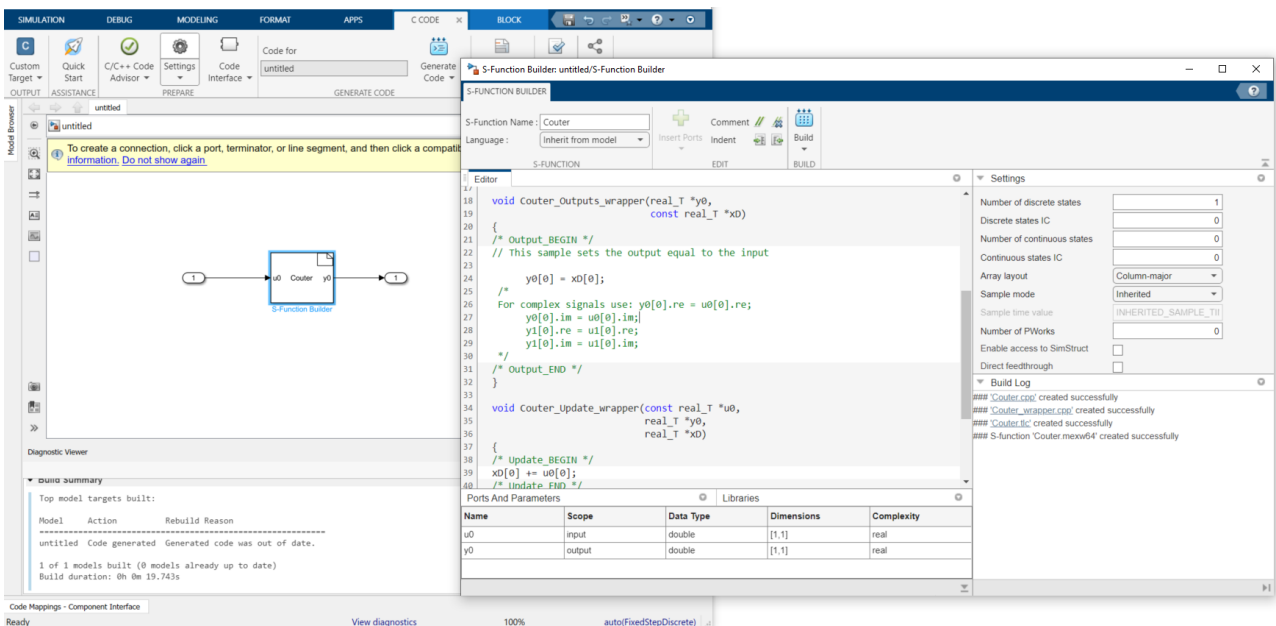 SIMULATION DEBUG MODELING FORMAT APPS C CODE × BLOCK
Custom Target
Quick Start
C/C++ Code Advisor
Settings
Code Interface
Code for
untitled
Generate Code
OUTPUT ASSISTANCE PREPARE GENERATE CODE
Model Browser
untitled
untitled
To create a connection, click a port, terminator, or line segment, and then click a compatib
information. Do not show again
1 u0 Couter y0 1
S-Function Builder
Diagnostic Viewer
Build Summary
Top model targets built:
Model Action Rebuild Reason
untitled Code generated Generated code was out of date.
1 of 1 models built (0 models already up to date)
Build duration: 0h 0m 19.743s
Code Mappings - Component Interface
Ready View diagnostics 100% auto(FixedStepDiscrete)
S-Function Builder: untitled/S-Function Builder
S-FUNCTION BUILDER
S-Function Name : Couter
Language : Inherit from model
Insert Ports
Comment
Indent
Build
S-FUNCTION EDIT BUILD
Editor
17
18 void Couter_Outputs_wrapper(real_T *y0,
19 const real_T *xD)
20 {
21 /* Output_BEGIN */
22 // This sample sets the output equal to the input
23
24 y0[0] = xD[0];
25 /*
26 For complex signals use: y0[0].re = u0[0].re;
27 y0[0].im = u0[0].im;
28 y1[0].re = u1[0].re;
29 y1[0].im = u1[0].im;
30 */
31 /* Output_END */
32 }
33
34 void Couter_Update_wrapper(const real_T *u0,
35 real_T *y0,
36 real_T *xD)
37 {
38 /* Update_BEGIN */
39 xD[0] += u0[0];
40 /* Update_END */
Ports And Parameters Libraries
Name Scope Data Type Dimensions Complexity
u0 input double [1,1] real
y0 output double [1,1] real
Settings
Number of discrete states 1
Discrete states IC 0
Number of continuous states 0
Continuous states IC 0
Array layout Column-major
Sample mode Inherited
Sample time value INHERITED_SAMPLE_TII
Number of PWorks 0
Enable access to SimStruct
Direct feedthrough
Build Log
### 'Couter.cpp' created successfully
### 'Couter_wrapper.cpp' created successfully
### 'Couter.tlc' created successfully
### S-function 'Couter.mexw64' created successfully